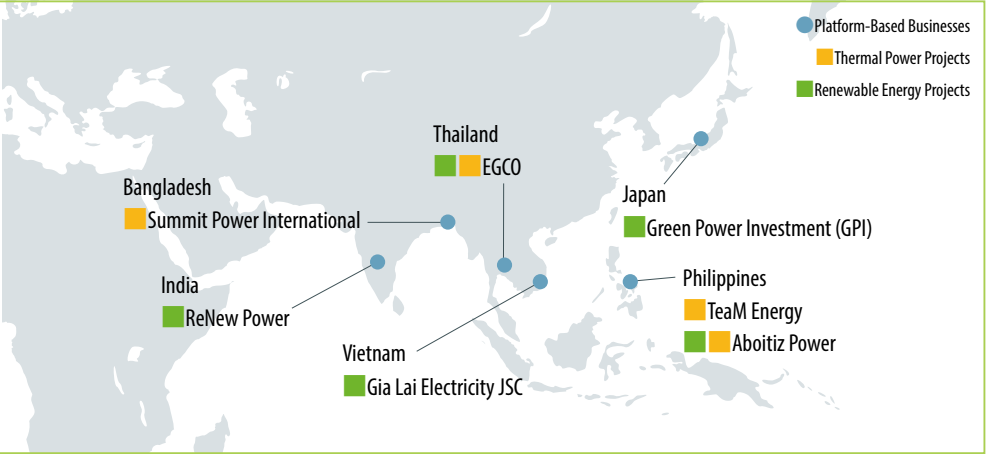 Platform-Based Businesses
Thermal Power Projects
Renewable Energy Projects
Thailand
EGCO
Bangladesh
Summit Power International
Japan
Green Power Investment (GPI)
India
ReNew Power
Philippines
TeaM Energy
Aboitiz Power
Vietnam
Gia Lai Electricity JSC